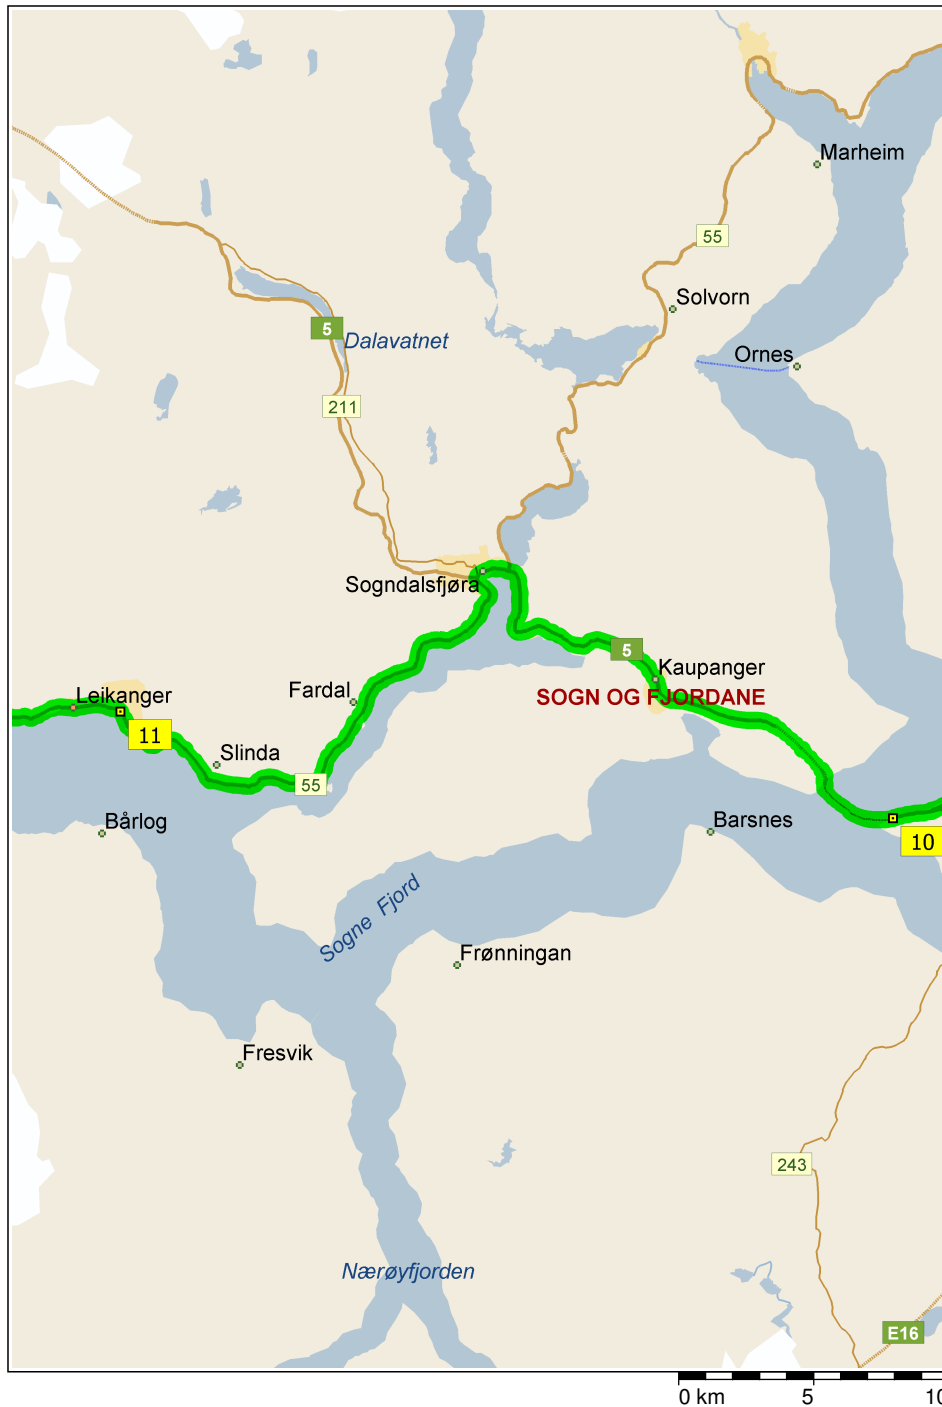 Marheim
55
Solvorn
5
Dalavatnet
Ornes
211
Sogndalsfjøra
5
Kaupanger
Leikanger
Fardal
SOGN OG FJORDANE
11
Slinda
55
Bårlog
Barsnes
10
Sogne Fjord
Frønningan
Fresvik
243
Nærøyfjorden
E16
0 km
5
10